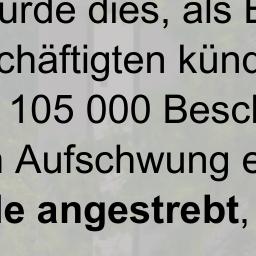 urde dies, als
chäftigten künd
105 000 Besch
Aufschwung e
le angestrebt,